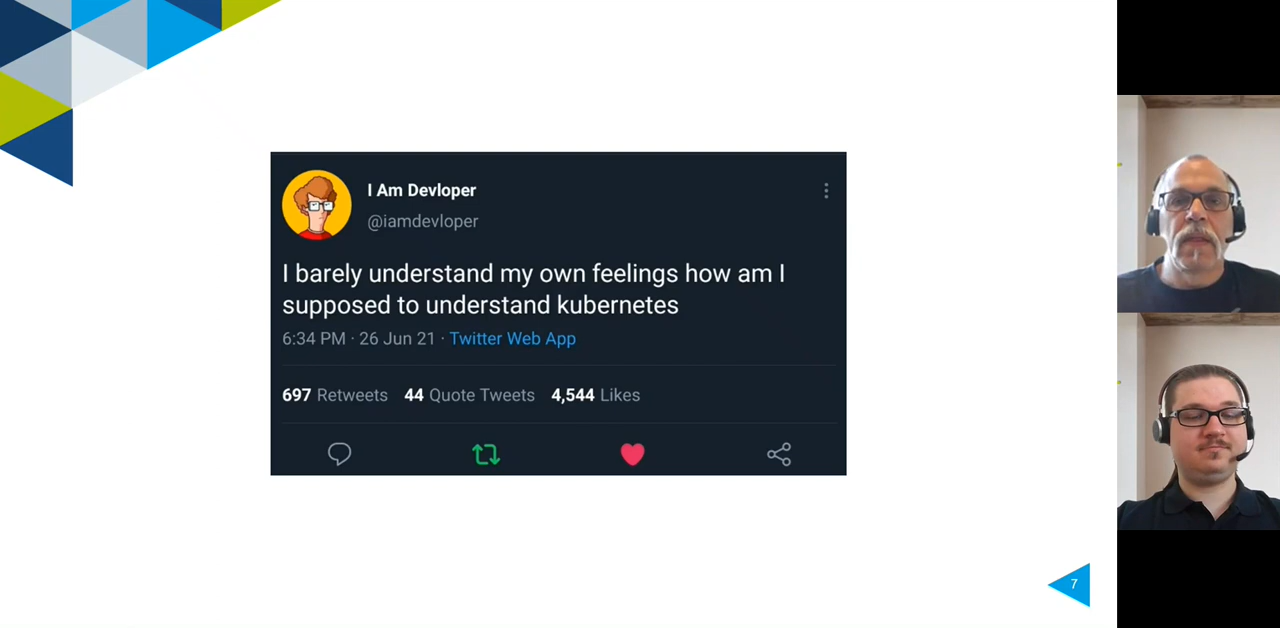 I Am Devloper
@iamdevloper
I barely understand my own feelings how am I
supposed to understand kubernetes
6:34 PM · 26 Jun 21 · Twitter Web App
697 Retweets 44 Quote Tweets 4,544 Likes
7